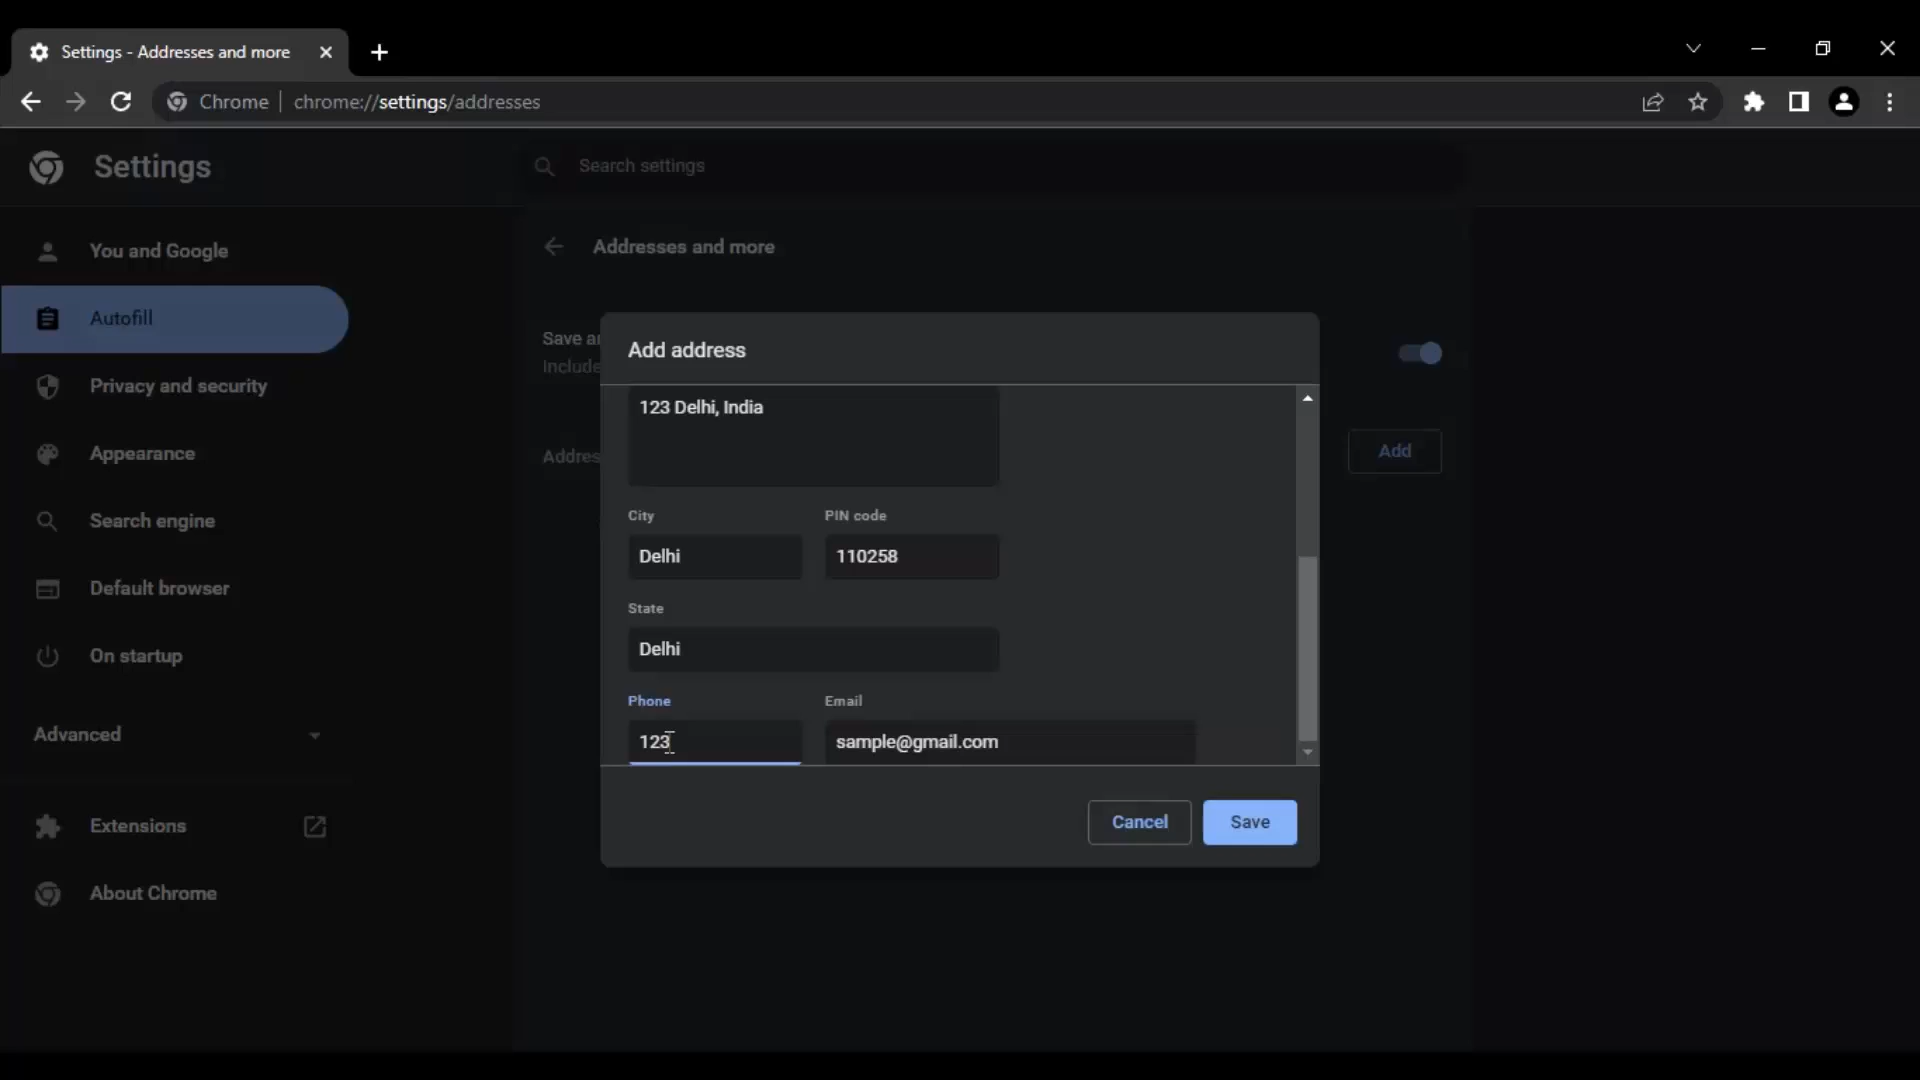 Settings - Addresses and more
Chrome chrome://settings/addresses
Settings
Search settings
You and Google
Autofill
Privacy and security
Appearance
Search engine
Default browser
On startup
Advanced
Extensions
About Chrome
Addresses and more
Save
Include
Add
Add address
123 Delhi, India
City PIN code
Delhi 110258
State
Delhi
Phone Email
123 sample@gmail.com
Cancel Save